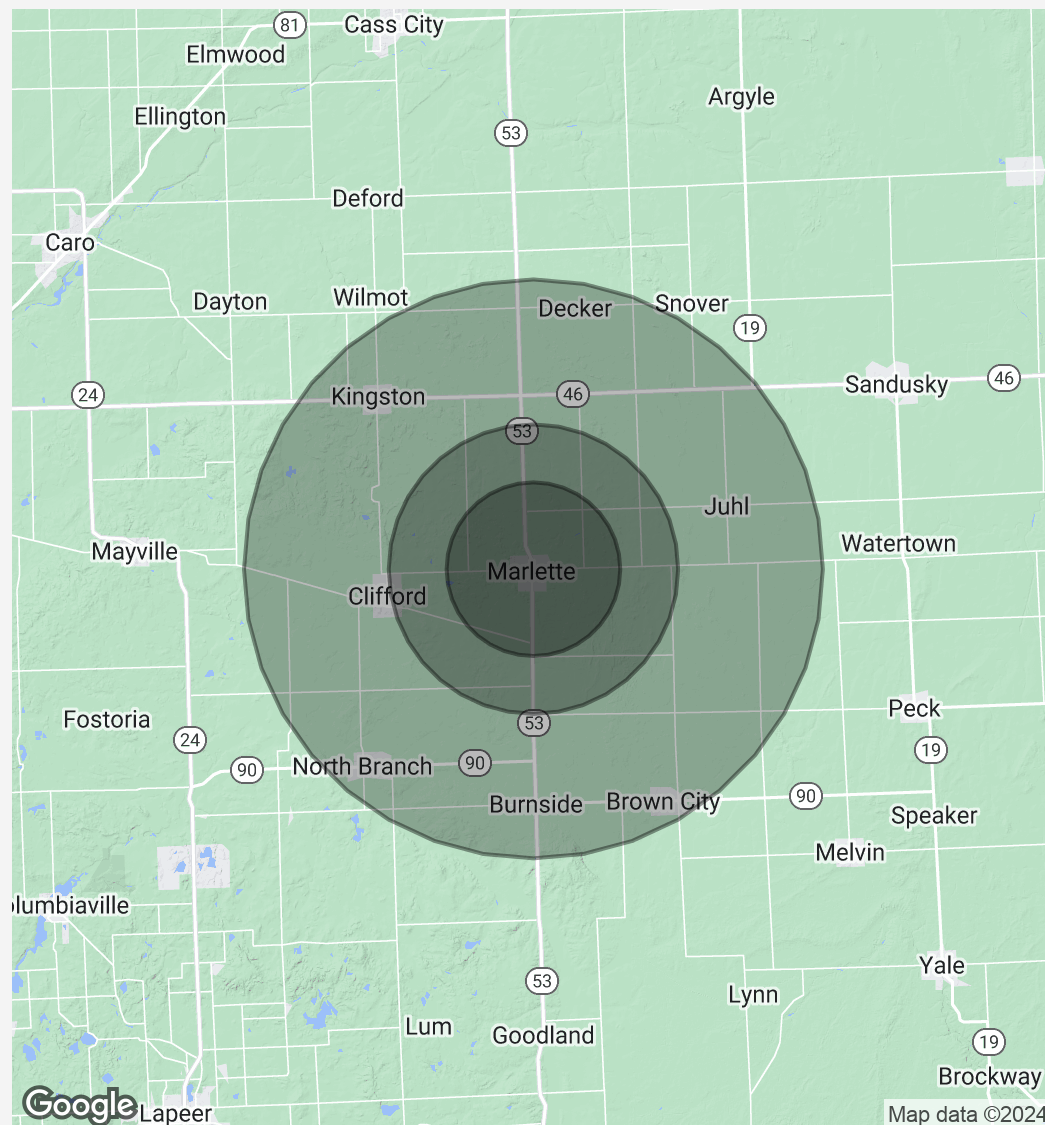 Cass City
81
Elmwood
Argyle
Ellington
53
Deford
Caro
Wilmot
Dayton
Decker
Snover
19
Sandusky
46
24
Kingston
46
53
Juhl
Watertown
Mayville
Marlette
Clifford
Peck
Fostoria
53
24
19
90
North Branch
90
Burnside
Brown City
90
Speaker
Melvin
olumbiaville
Yale
53
Lynn
Lum
Goodland
19
Brockway
Google
Lapeer
Map data ©2024